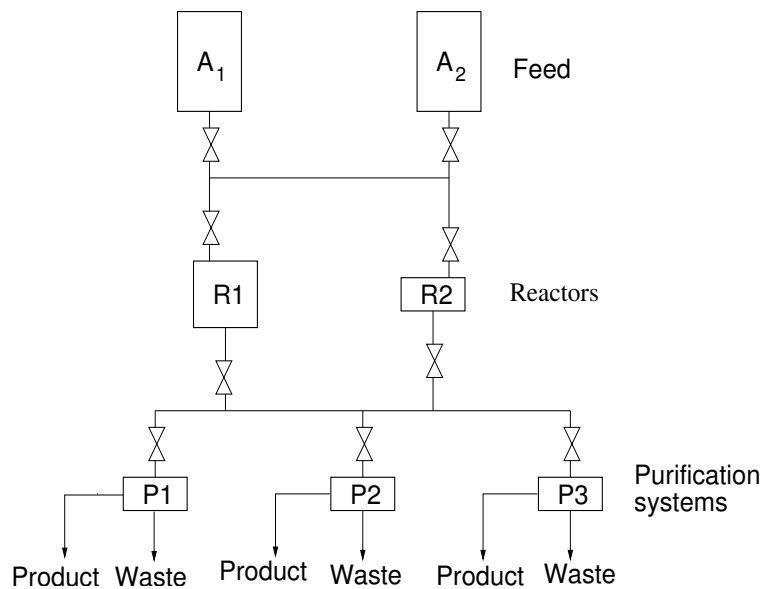 A1
A2
Feed
R1
R2
Reactors
P1
P2
P3
Purification
systems
Product
Waste
Product
Waste
Product
Waste